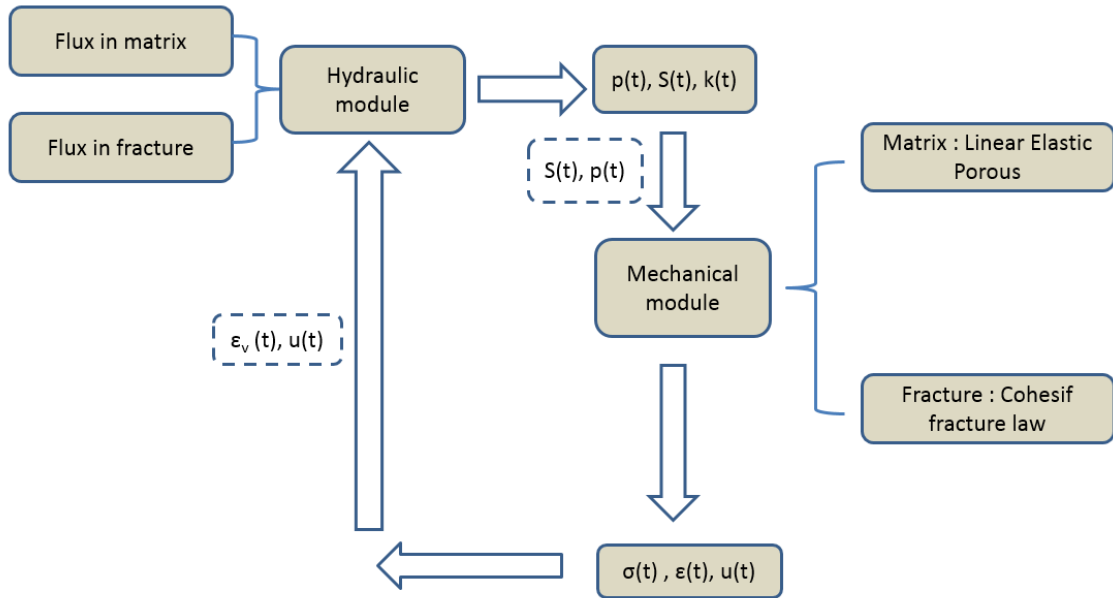 Flux in matrix
Flux in fracture
Hydraulic
module
p(t), S(t), k(t)
S(t), p(t)
Matrix : Linear Elastic
Porous
Mechanical
module
Fracture : Cohesif
fracture law
εᵥ (t), u(t)
σ(t) , ε(t), u(t)